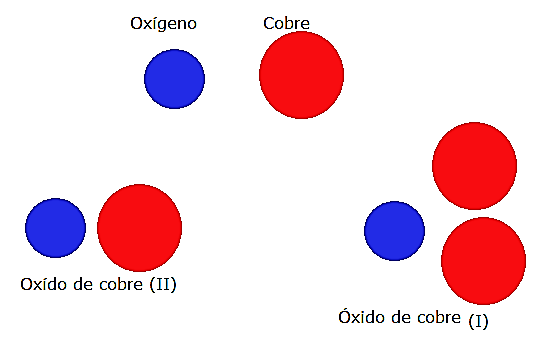 Oxígeno
Cobre
Oxído de cobre (II)
Óxido de cobre (I)